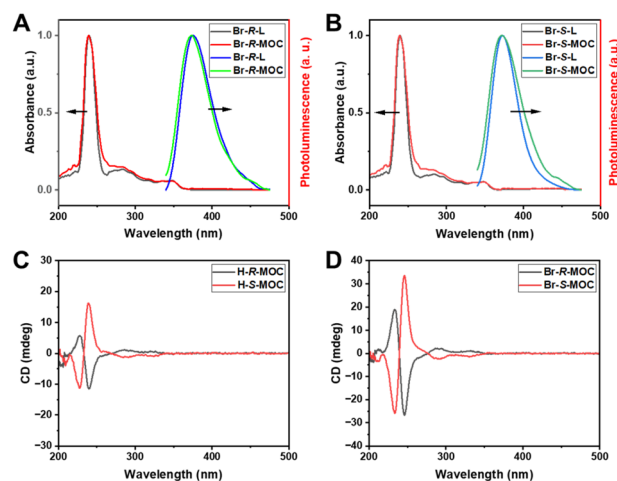 A
Absorbance (a.u.)
1.0
0.5
0.0
200 300 400 500
Wavelength (nm)
Photoluminescence (a. u.)
Br-R-L
Br-R-MOC
Br-R-L
Br-R-MOC
B
Absorbance (a.u.)
1.0
0.5
0.0
200 300 400 500
Wavelength (nm)
Photoluminescence (a. u.)
Br-S-L
Br-S-MOC
Br-S-L
Br-S-MOC
C
CD (mdeg)
30
20
10
0
−10
−20
−30
200 300 400 500
Wavelength (nm)
H-R-MOC
H-S-MOC
D
CD (mdeg)
40
30
20
10
0
−10
−20
−30
−40
200 300 400 500
Wavelength (nm)
Br-R-MOC
Br-S-MOC